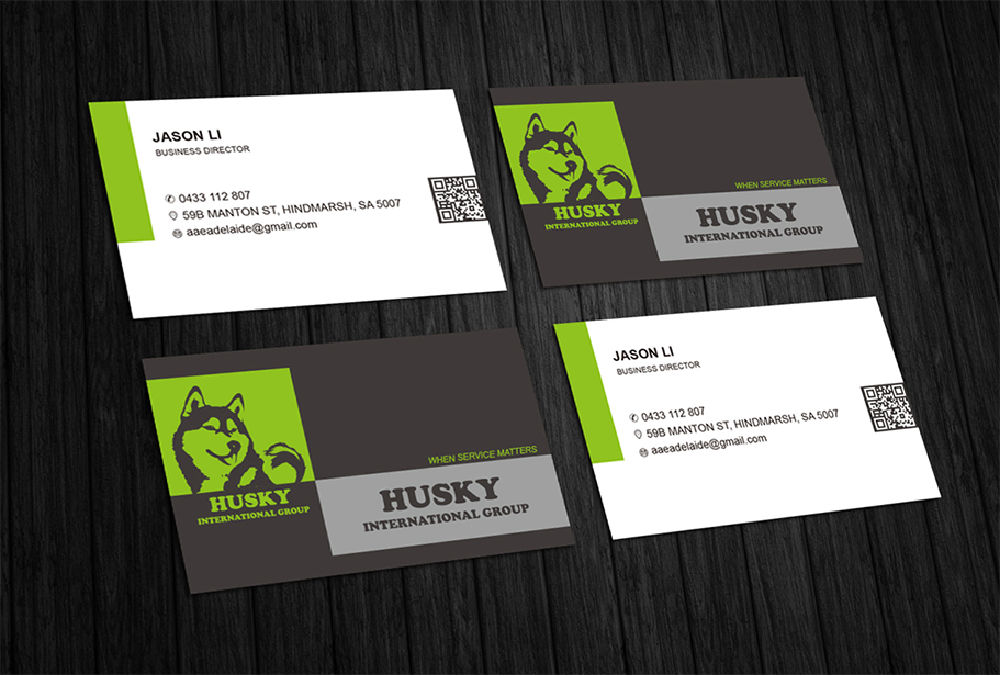 JASON LI
BUSINESS DIRECTOR
0433 112 807
59B MANTON ST, HINDMARSH, SA 5007
aaeadelaide@gmail.com
WHEN SERVICE MATTERS
HUSKY
INTERNATIONAL GROUP
HUSKY
INTERNATIONAL GROUP
WHEN SERVICE MATTERS
HUSKY
INTERNATIONAL GROUP
HUSKY
INTERNATIONAL GROUP
JASON LI
BUSINESS DIRECTOR
0433 112 807
59B MANTON ST, HINDMARSH, SA 5007
aaeadelaide@gmail.com